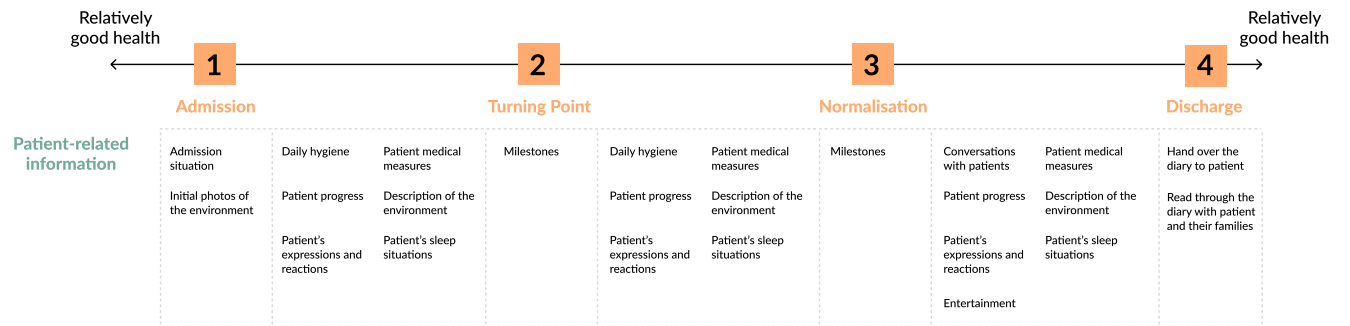 Relatively
good health
Relatively
good health
1
2
3
4
Admission
Turning Point
Normalisation
Discharge
Patient-related
information
Admission
situation
Initial photos of
the environment
Daily hygiene
Patient progress
Patient's
expressions and
reactions
Patient medical
measures
Description of the
environment
Patient's sleep
situations
Milestones
Daily hygiene
Patient progress
Patient's
expressions and
reactions
Patient medical
measures
Description of the
environment
Patient's sleep
situations
Milestones
Conversations
with patients
Patient progress
Patient's
expressions and
reactions
Entertainment
Patient medical
measures
Description of the
environment
Patient's sleep
situations
Hand over the
diary to patient
Read through the
diary with patient
and their families